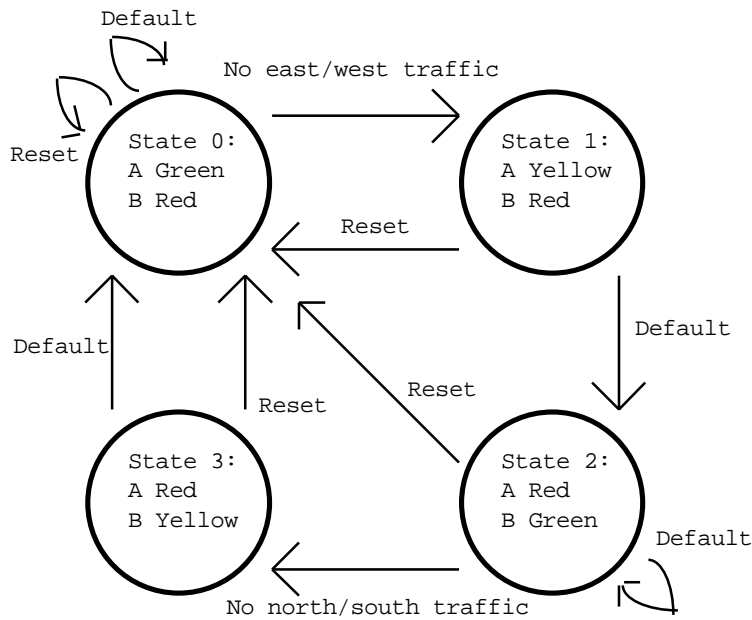 Default
No east/west traffic
Reset
State 0:
A Green
B Red
State 1:
A Yellow
B Red
Reset
Default
Default
Reset
Reset
State 3:
A Red
B Yellow
State 2:
A Red
B Green
Default
No north/south traffic